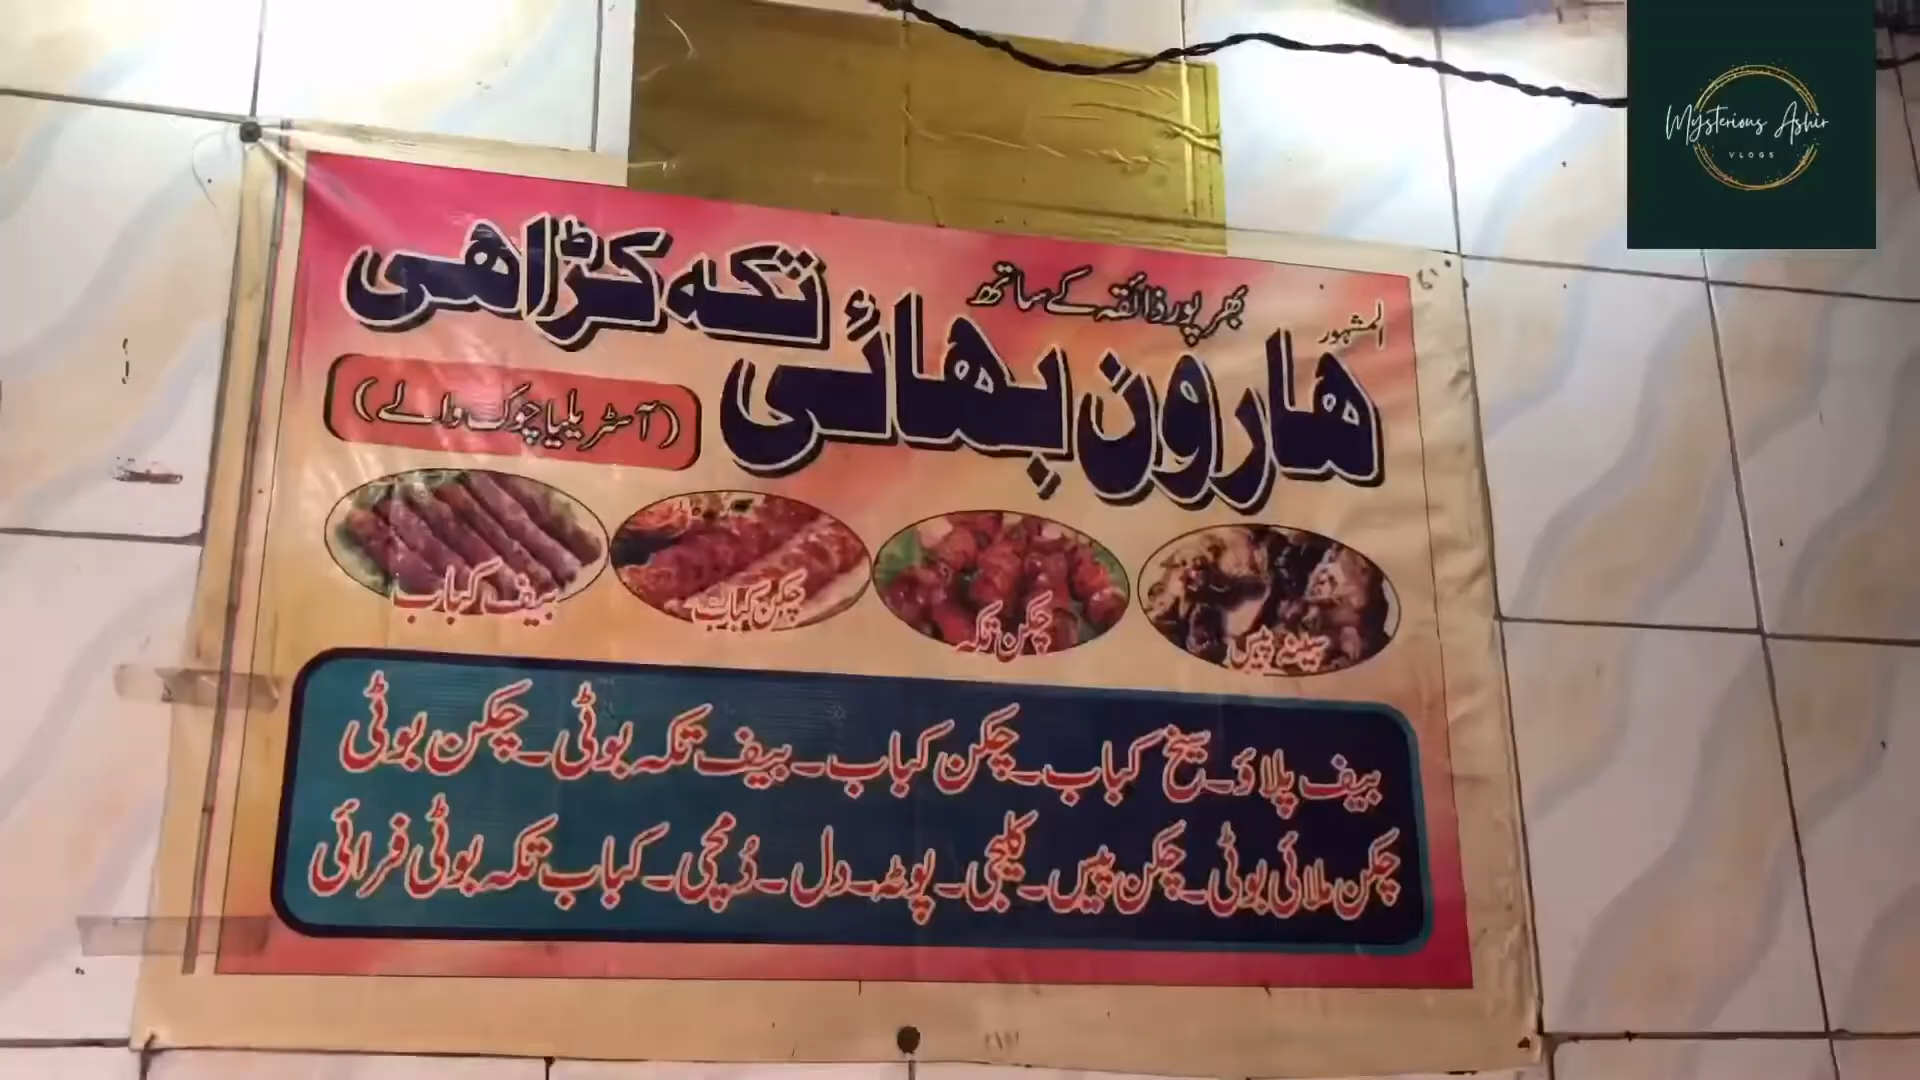 المشہور
بھرپور ذائقہ کے ساتھ
ھارون بھائی تکہ کڑاھی
(آسٹریلیا چوک والے)
بیف کباب
چکن کباب
چکن تکہ
سینہ پیس
بیف پلاؤ۔ سیخ کباب۔ چکن کباب۔ بیف تکہ بوٹی۔ چکن بوٹی
چکن ملائی بوٹی۔ چکن پیس۔ کلیجی۔ پوٹہ۔ دل۔ دُمچی۔ کباب تکہ بوٹی فرائی
Mysterious Ashir
VLOGS